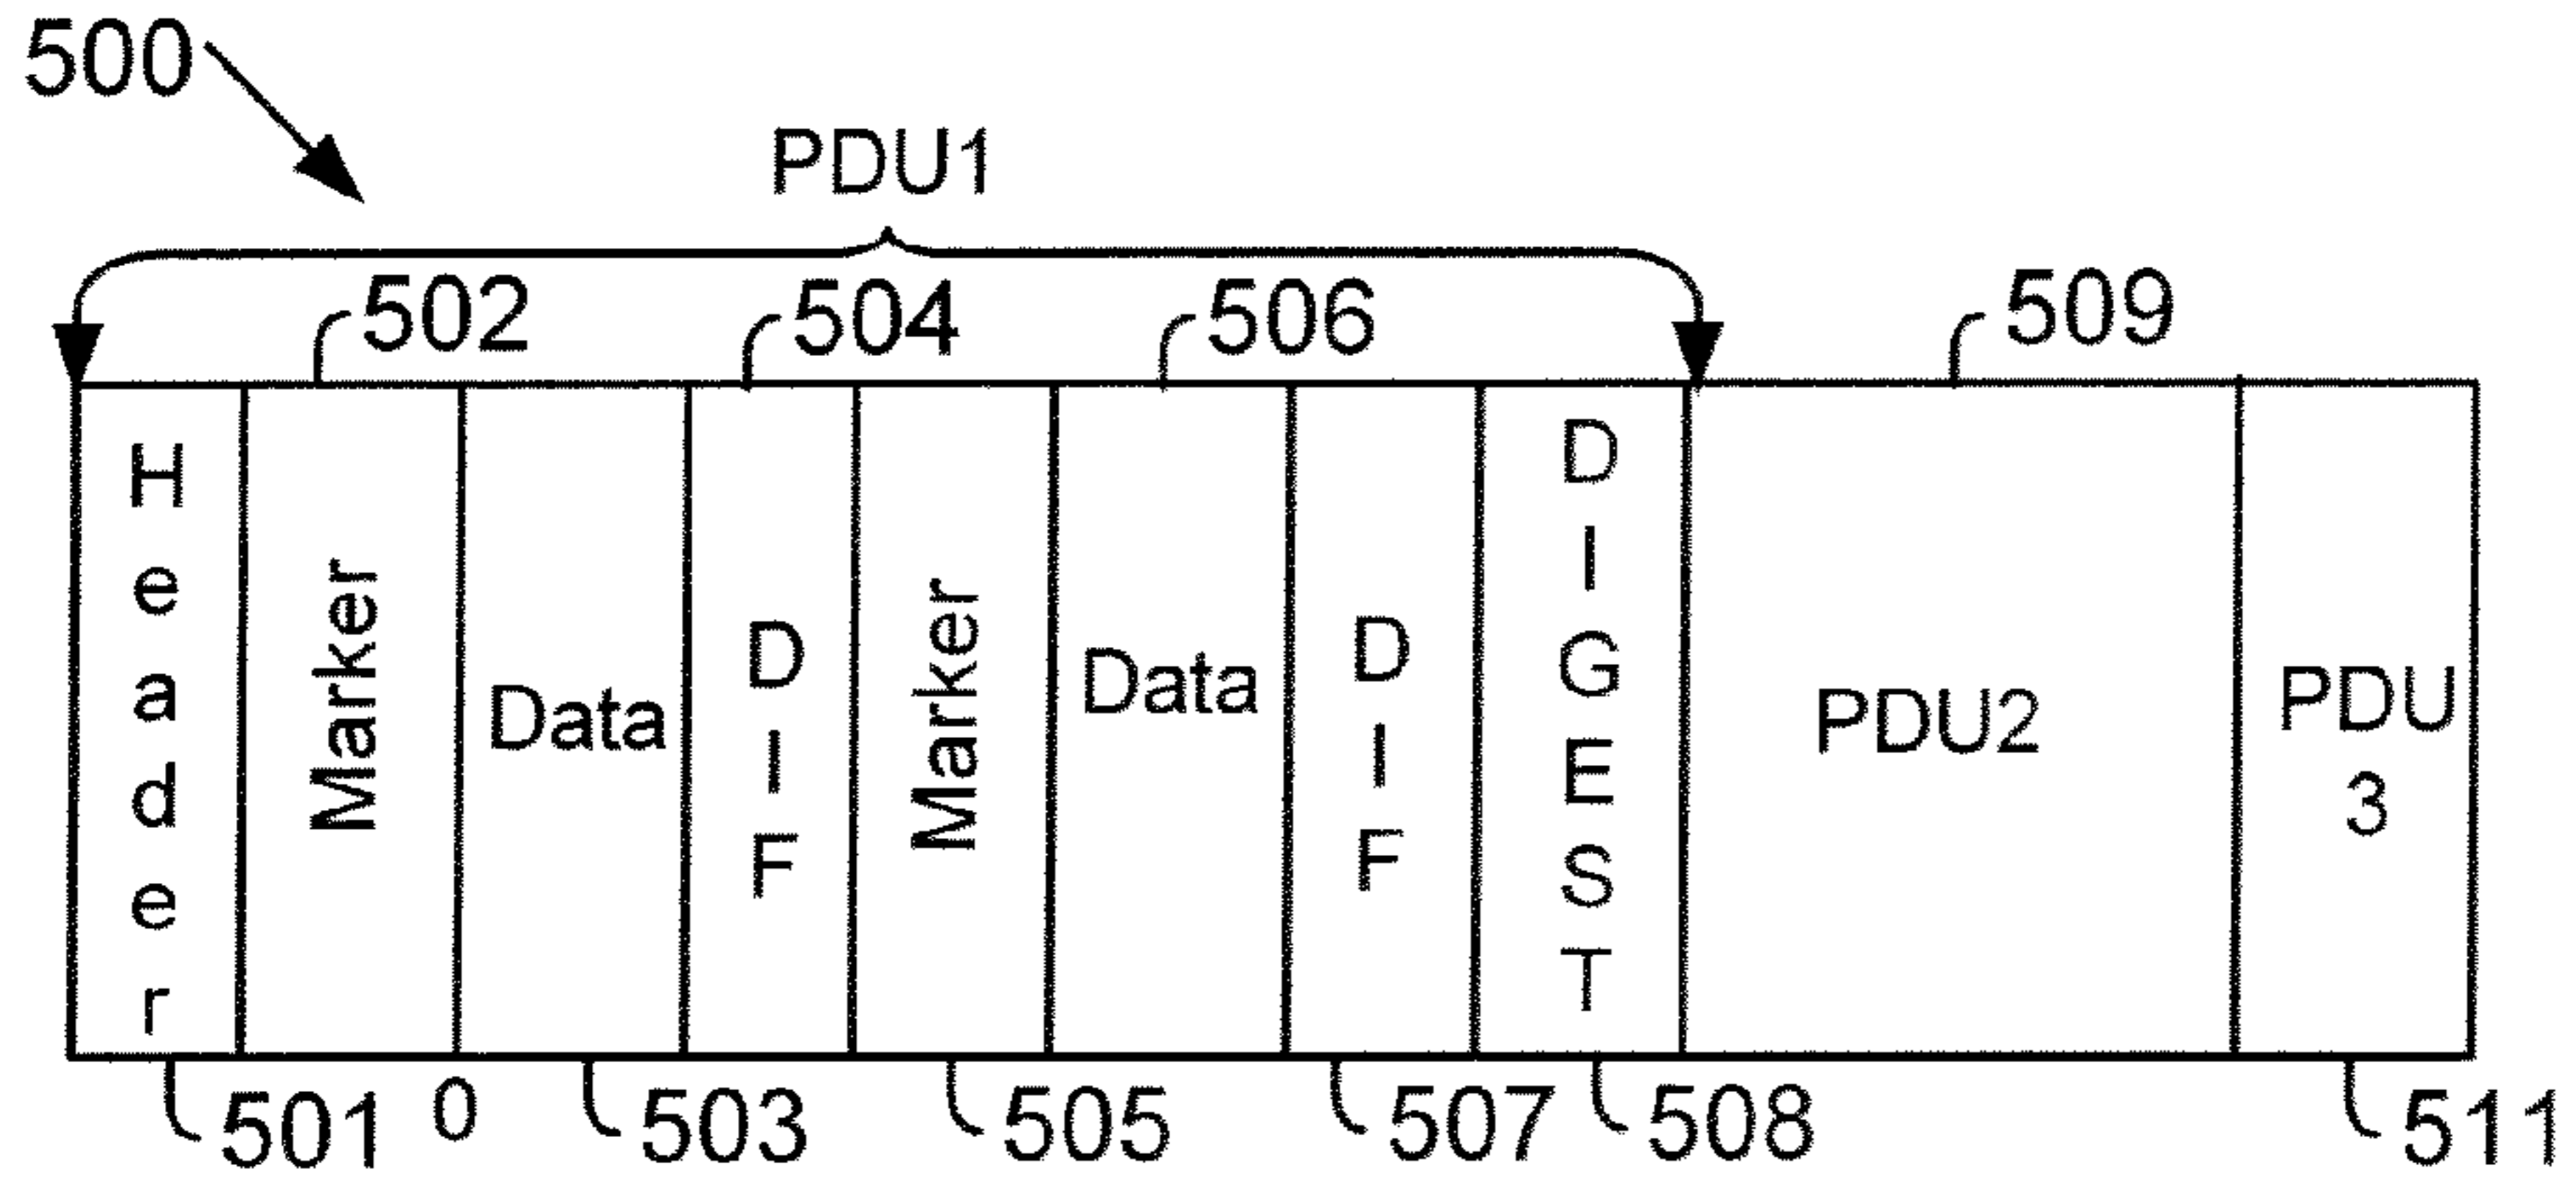 500
PDU1
502
504
506
509
Header
Marker
Data
DIF
Marker
Data
DIF
DIGEST
PDU2
PDU
3
501
0
503
505
507
508
511